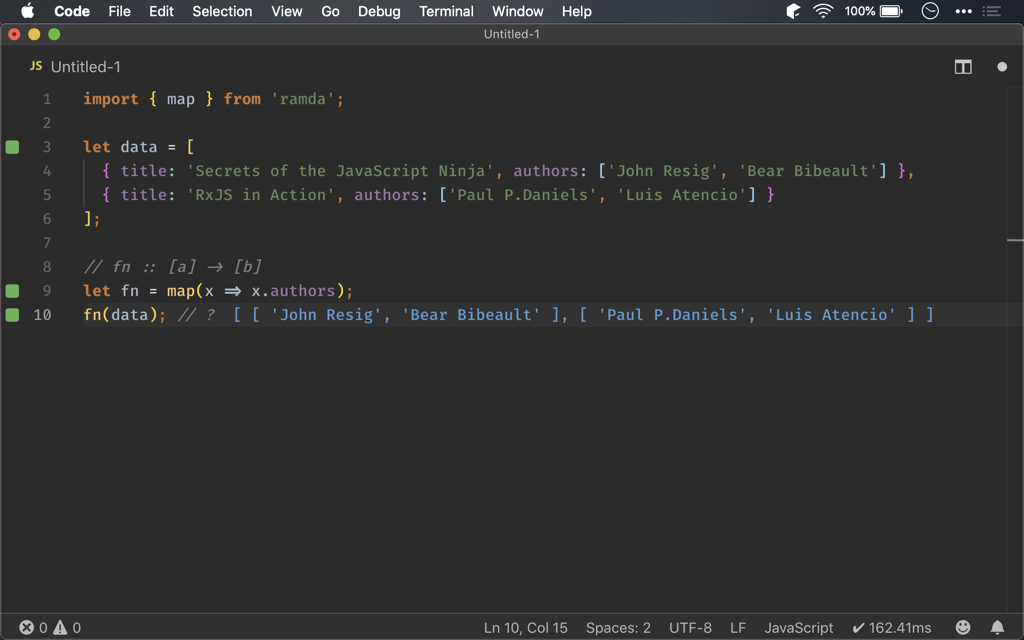 Code File Edit Selection View Go Debug Terminal Window Help 100%
Untitled-1
JS Untitled-1
1 import { map } from 'ramda';
2
3 let data = [
4 { title: 'Secrets of the JavaScript Ninja', authors: ['John Resig', 'Bear Bibeault'] },
5 { title: 'RxJS in Action', authors: ['Paul P.Daniels', 'Luis Atencio'] }
6 ];
7
8 // fn :: [a] → [b]
9 let fn = map(x ⇒ x.authors);
10 fn(data); // ? [ [ 'John Resig', 'Bear Bibeault' ], [ 'Paul P.Daniels', 'Luis Atencio' ] ]
0 0 Ln 10, Col 15 Spaces: 2 UTF-8 LF JavaScript ✔ 162.41ms